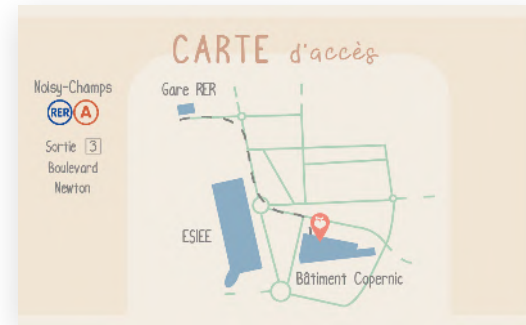 CARTE d'accès
Noisy-Champs
RER A
Sortie 3
Boulevard
Newton
Gare RER
ESIEE
Bâtiment Copernic